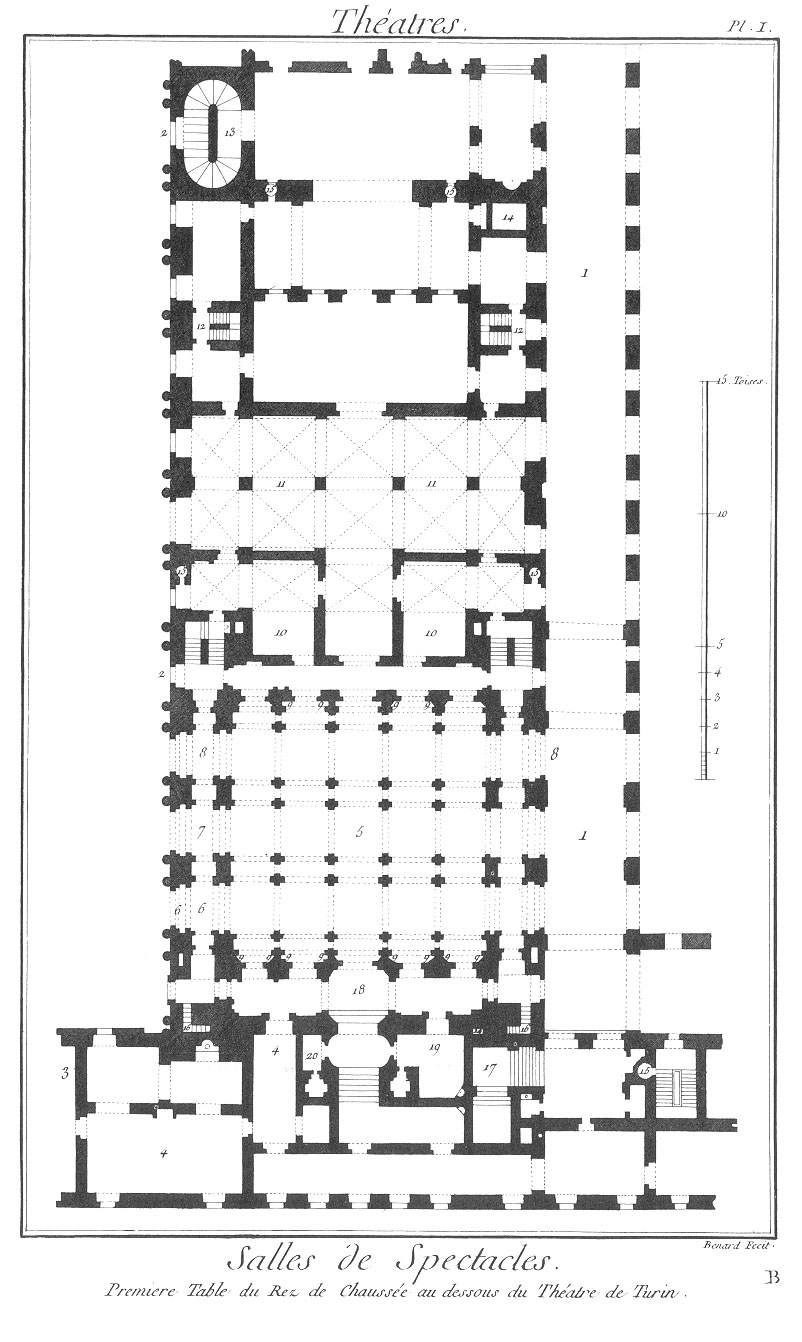 Théatres.
Pl. I.
2 13 15 15
14
1
12 12
15. Toises.
11 11
10
13 13
10 10
5
2
4
9 9 9 9
3
2
8 8
1
7 5 1
6 6
9 9 9 9 9 9 9
18
16 16
4 20 19
3 17 15
4
Benard Fecit.
Salles de Spectacles.
B
Premiere Table du Rez de Chaussée au dessous du Théatre de Turin.